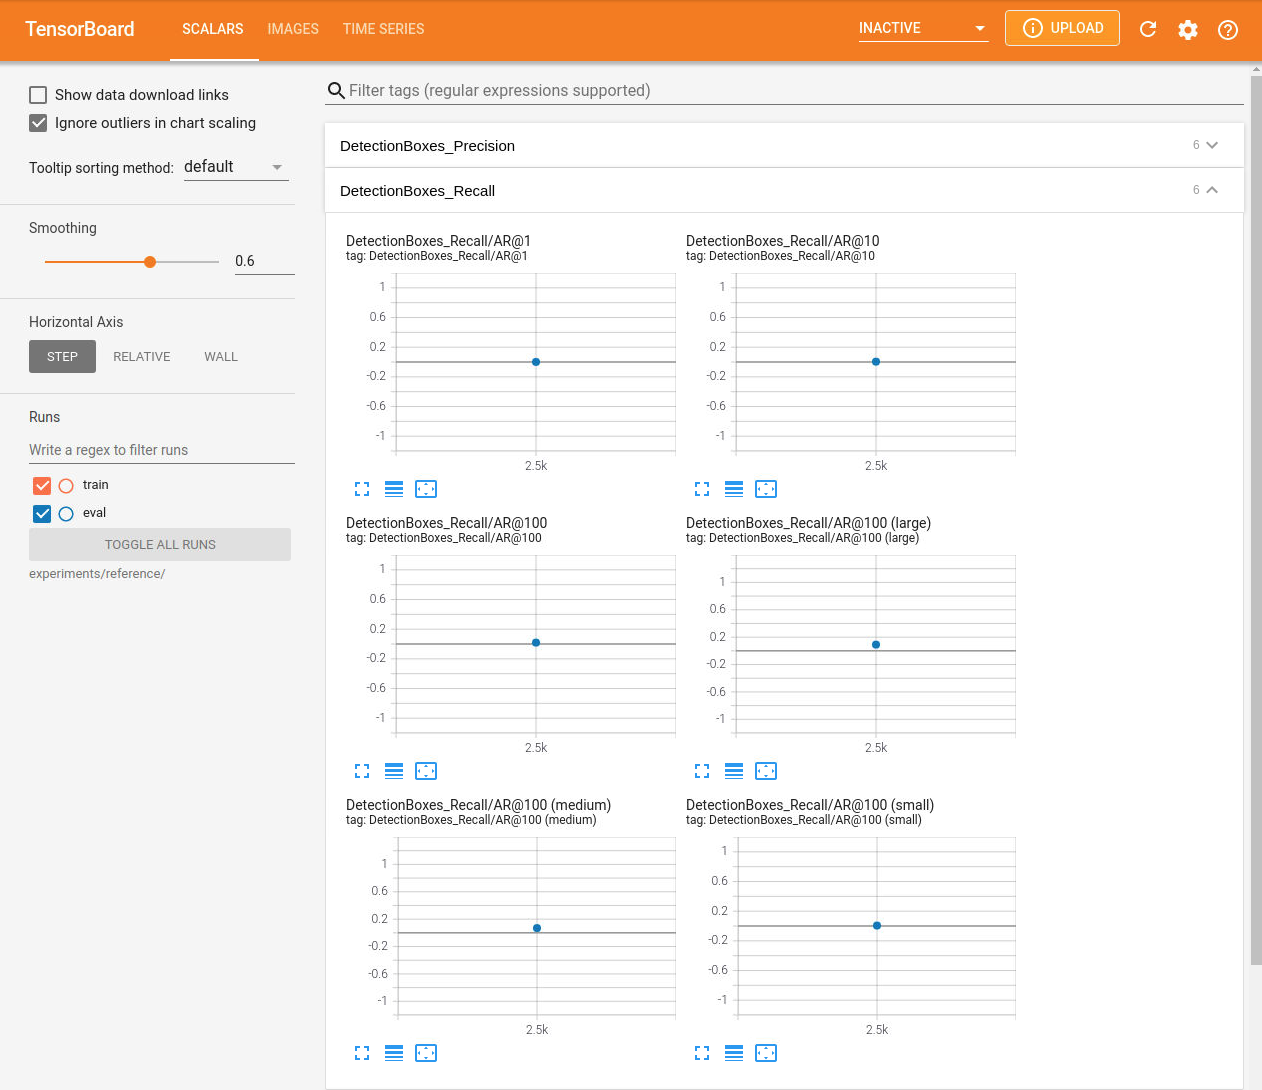 TensorBoard SCALARS IMAGES TIME SERIES INACTIVE UPLOAD
Show data download links
Ignore outliers in chart scaling
Tooltip sorting method: default
Smoothing
0.6
Horizontal Axis
STEP RELATIVE WALL
Runs
Write a regex to filter runs
train
eval
TOGGLE ALL RUNS
experiments/reference/
Filter tags (regular expressions supported)
DetectionBoxes_Precision 6
DetectionBoxes_Recall 6
DetectionBoxes_Recall/AR@1
tag: DetectionBoxes_Recall/AR@1
1
0.6
0.2
-0.2
-0.6
-1
2.5k
DetectionBoxes_Recall/AR@10
tag: DetectionBoxes_Recall/AR@10
1
0.6
0.2
-0.2
-0.6
-1
2.5k
DetectionBoxes_Recall/AR@100
tag: DetectionBoxes_Recall/AR@100
1
0.6
0.2
-0.2
-0.6
-1
2.5k
DetectionBoxes_Recall/AR@100 (large)
tag: DetectionBoxes_Recall/AR@100 (large)
1
0.6
0.2
-0.2
-0.6
-1
2.5k
DetectionBoxes_Recall/AR@100 (medium)
tag: DetectionBoxes_Recall/AR@100 (medium)
1
0.6
0.2
-0.2
-0.6
-1
2.5k
DetectionBoxes_Recall/AR@100 (small)
tag: DetectionBoxes_Recall/AR@100 (small)
1
0.6
0.2
-0.2
-0.6
-1
2.5k